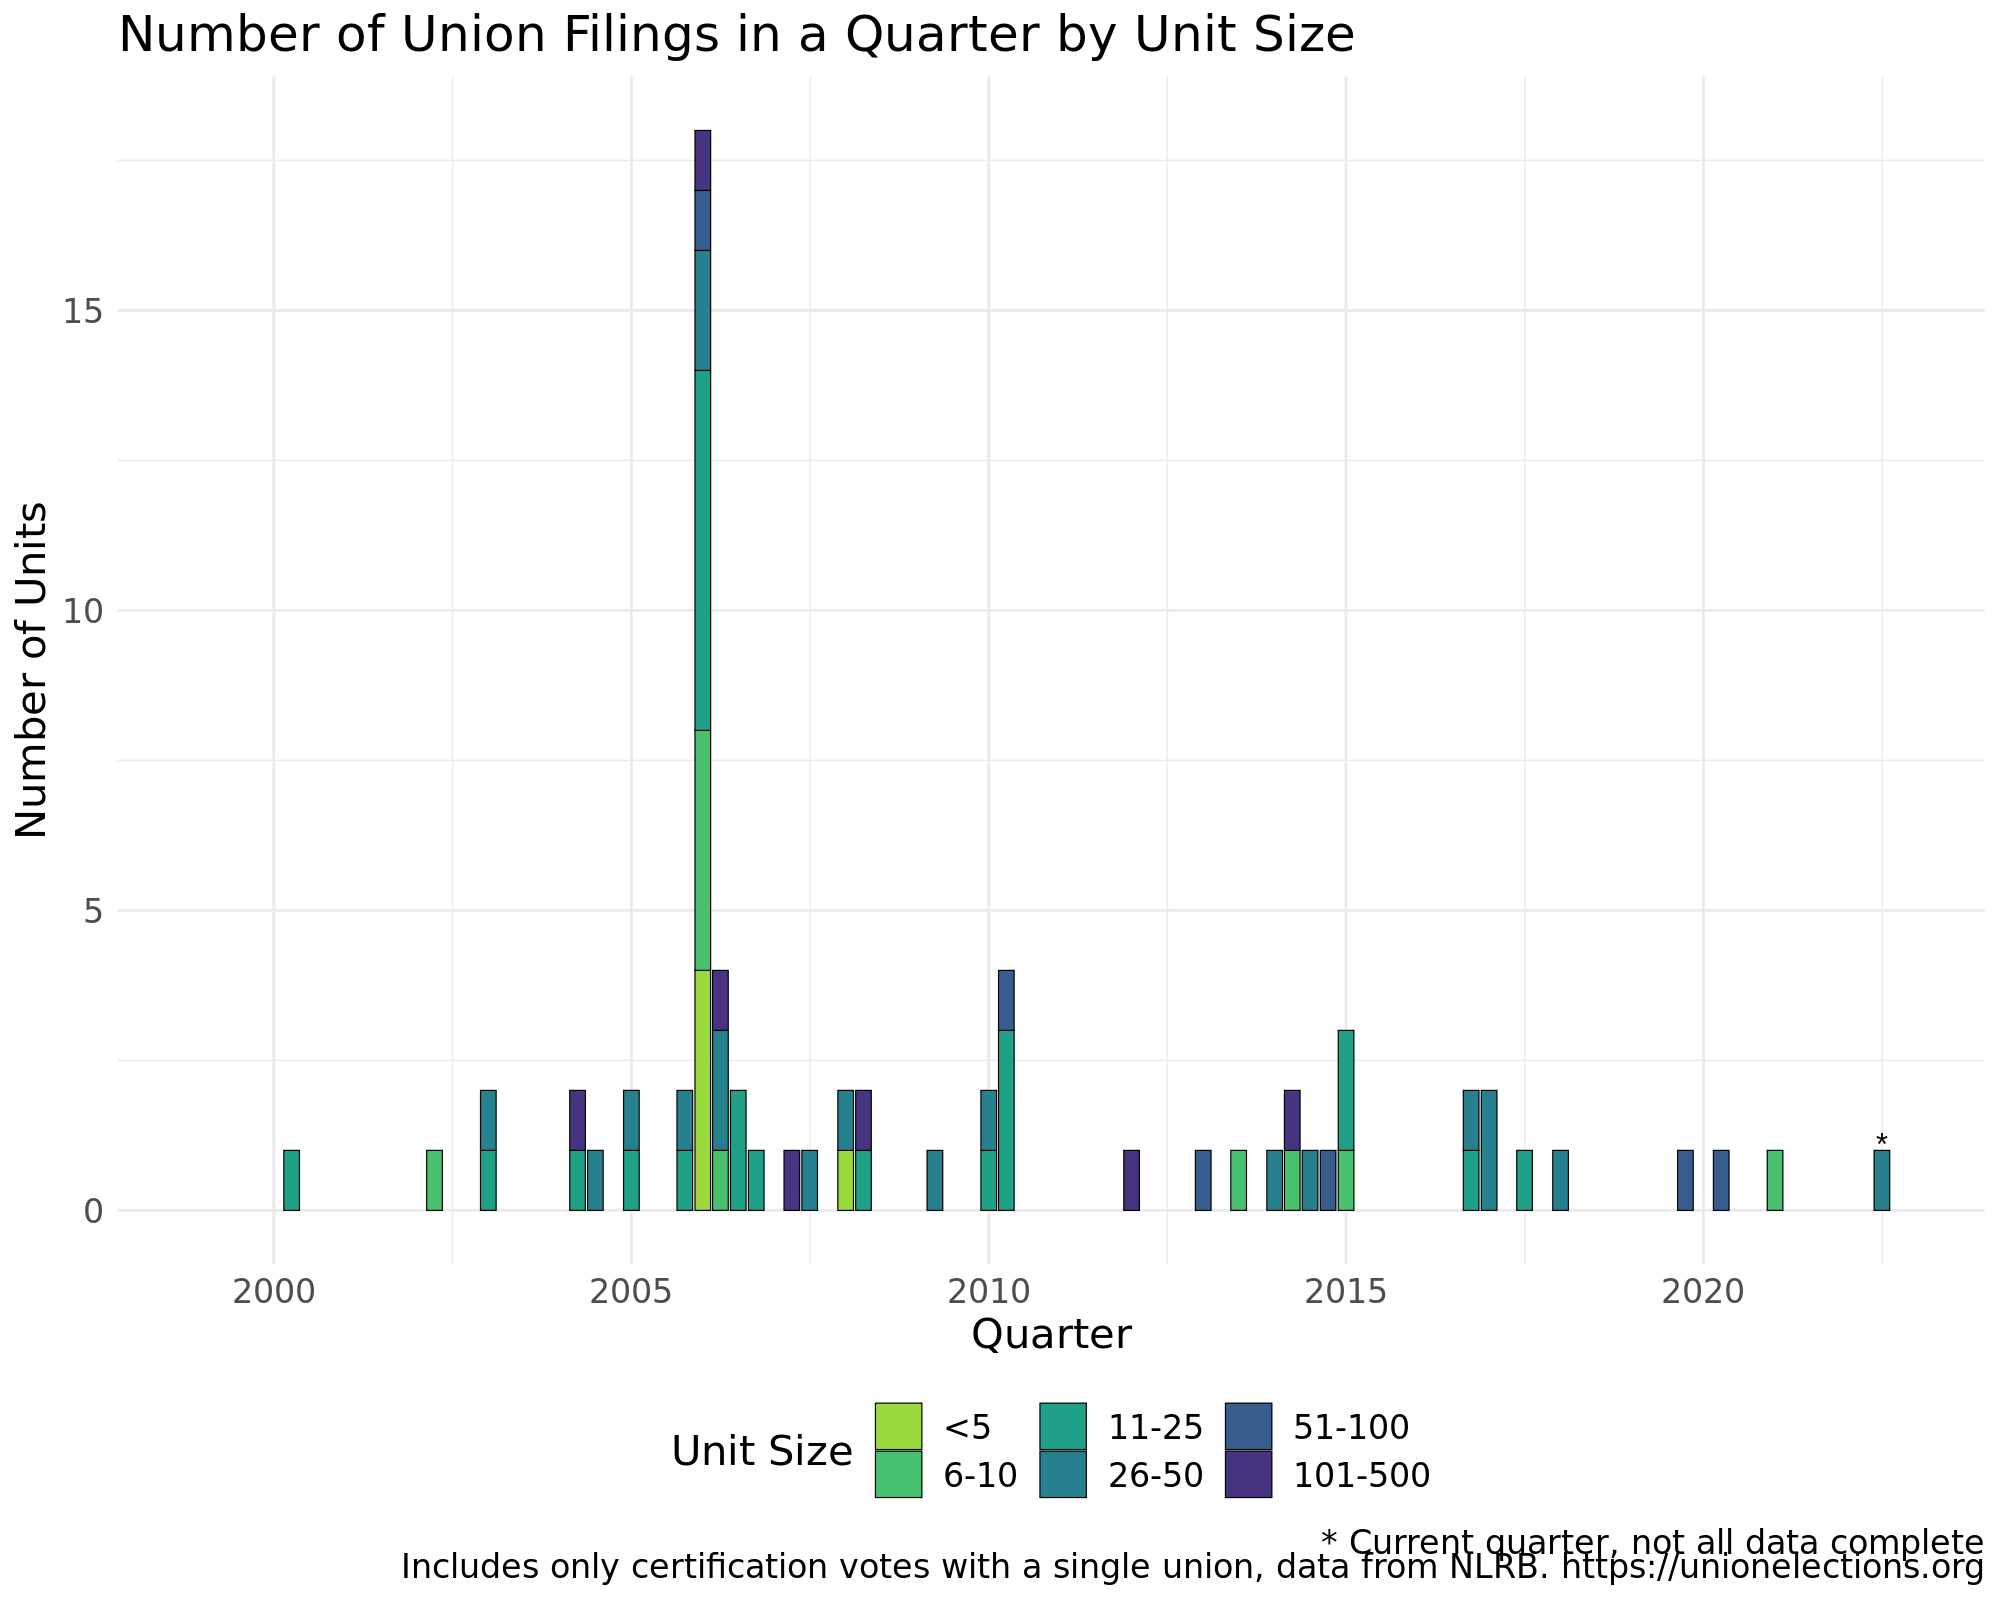 Number of Union Filings in a Quarter by Unit Size
Number of Units
15
10
5
0
*
2000 2005 2010 2015 2020
Quarter
Unit Size
<5 11-25 51-100
6-10 26-50 101-500
* Current quarter, not all data complete
Includes only certification votes with a single union, data from NLRB. https://unionelections.org